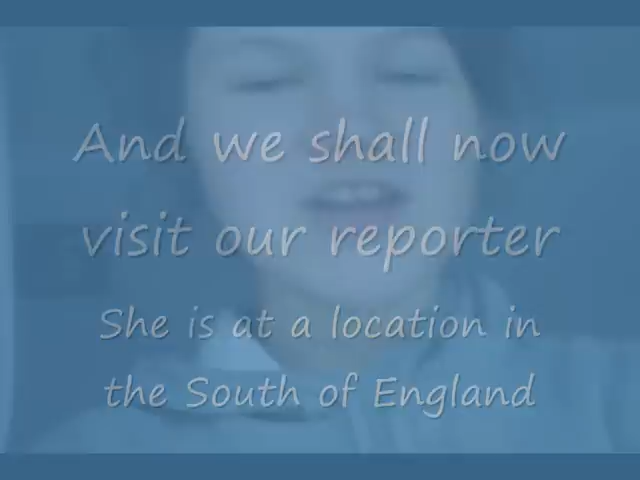 And we shall now
visit our reporter
She is at a location in
the South of England